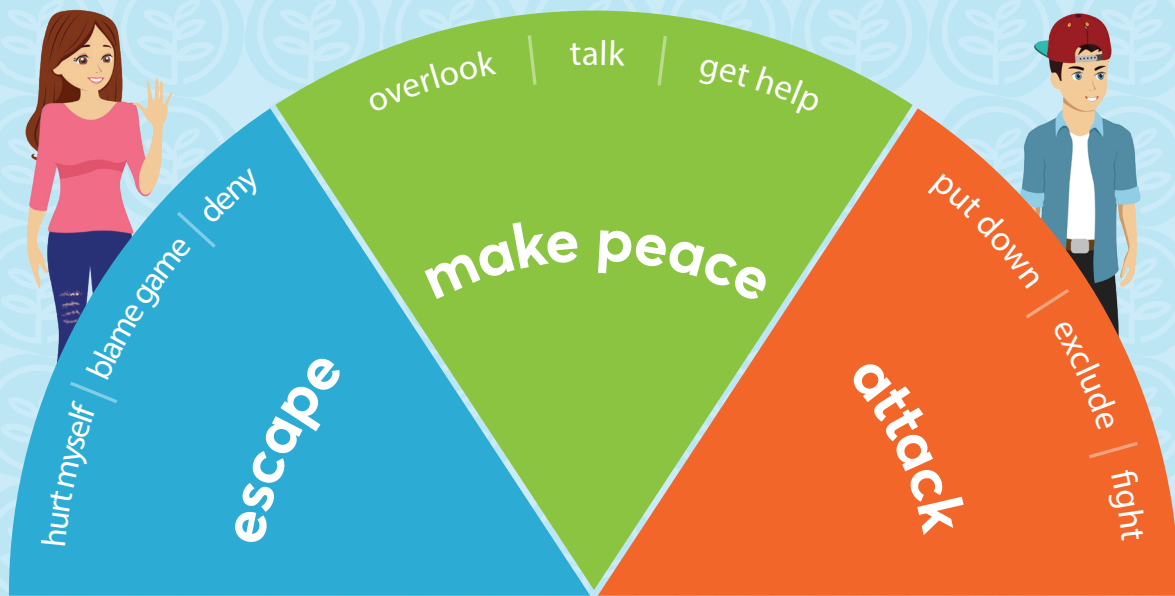 hurt myself | blame game | deny
escape
overlook | talk | get help
make peace
put down | exclude | fight
attack